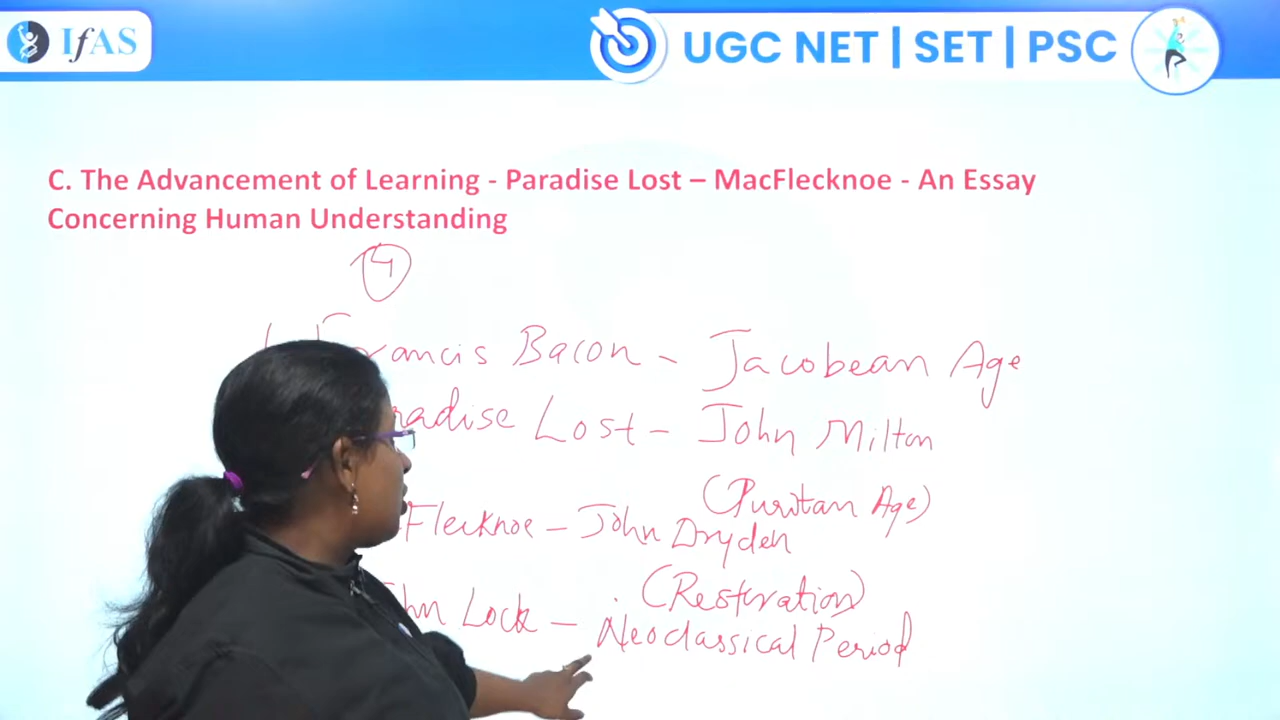 IfAS
UGC NET | SET | PSC
C. The Advancement of Learning - Paradise Lost – MacFlecknoe - An Essay
Concerning Human Understanding
Francis Bacon - Jacobean Age
Lost - John Milton
(Puritan Age)
Flecknoe - John Dryden
(Restoration)
Lock - Neoclassical Period